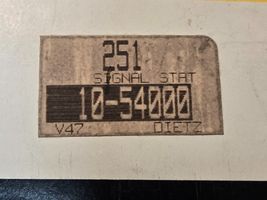 251
SIGNAL STAT
10-54000
V47 DIETZ